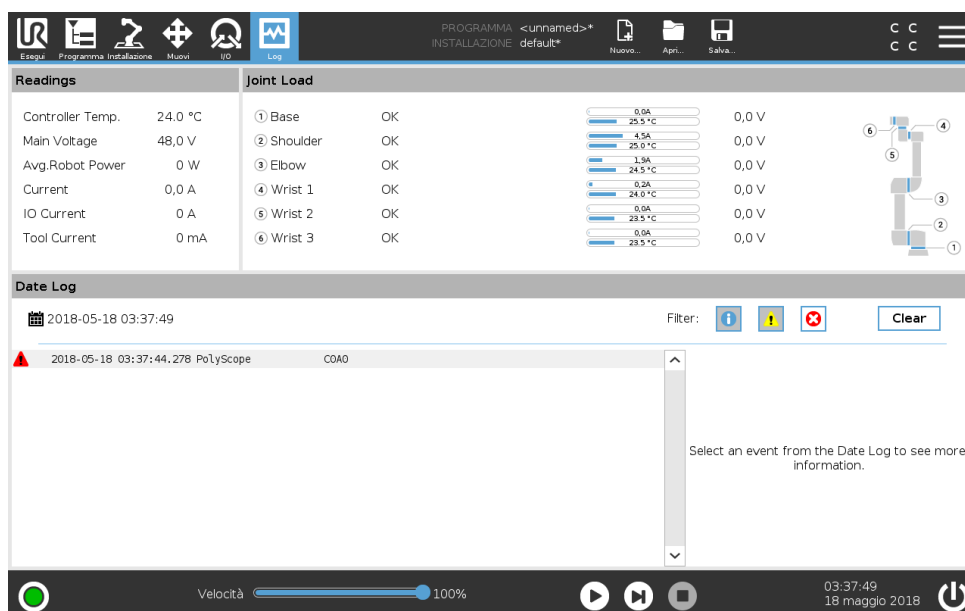 PROGRAMMA <unnamed>*
INSTALLAZIONE default*
Esegui Programma Installazione Muovi I/O Log Nuovo... Apri... Salva...
C C
C C
Readings
Controller Temp. 24.0 °C
Main Voltage 48,0 V
Avg.Robot Power 0 W
Current 0,0 A
IO Current 0 A
Tool Current 0 mA
Joint Load
1 Base OK 0,0A 25.5 °C 0,0 V
2 Shoulder OK 4,5A 25.0 °C 0,0 V
3 Elbow OK 1,9A 24.5 °C 0,0 V
4 Wrist 1 OK 0,2A 24.0 °C 0,0 V
5 Wrist 2 OK 0,0A 23.5 °C 0,0 V
6 Wrist 3 OK 0,0A 23.5 °C 0,0 V
6 4
5
3
2
1
Date Log
2018-05-18 03:37:49 Filter: Clear
2018-05-18 03:37:44.278 PolyScope C0A0
Select an event from the Date Log to see more
information.
Velocità 100% 03:37:49
18 maggio 2018